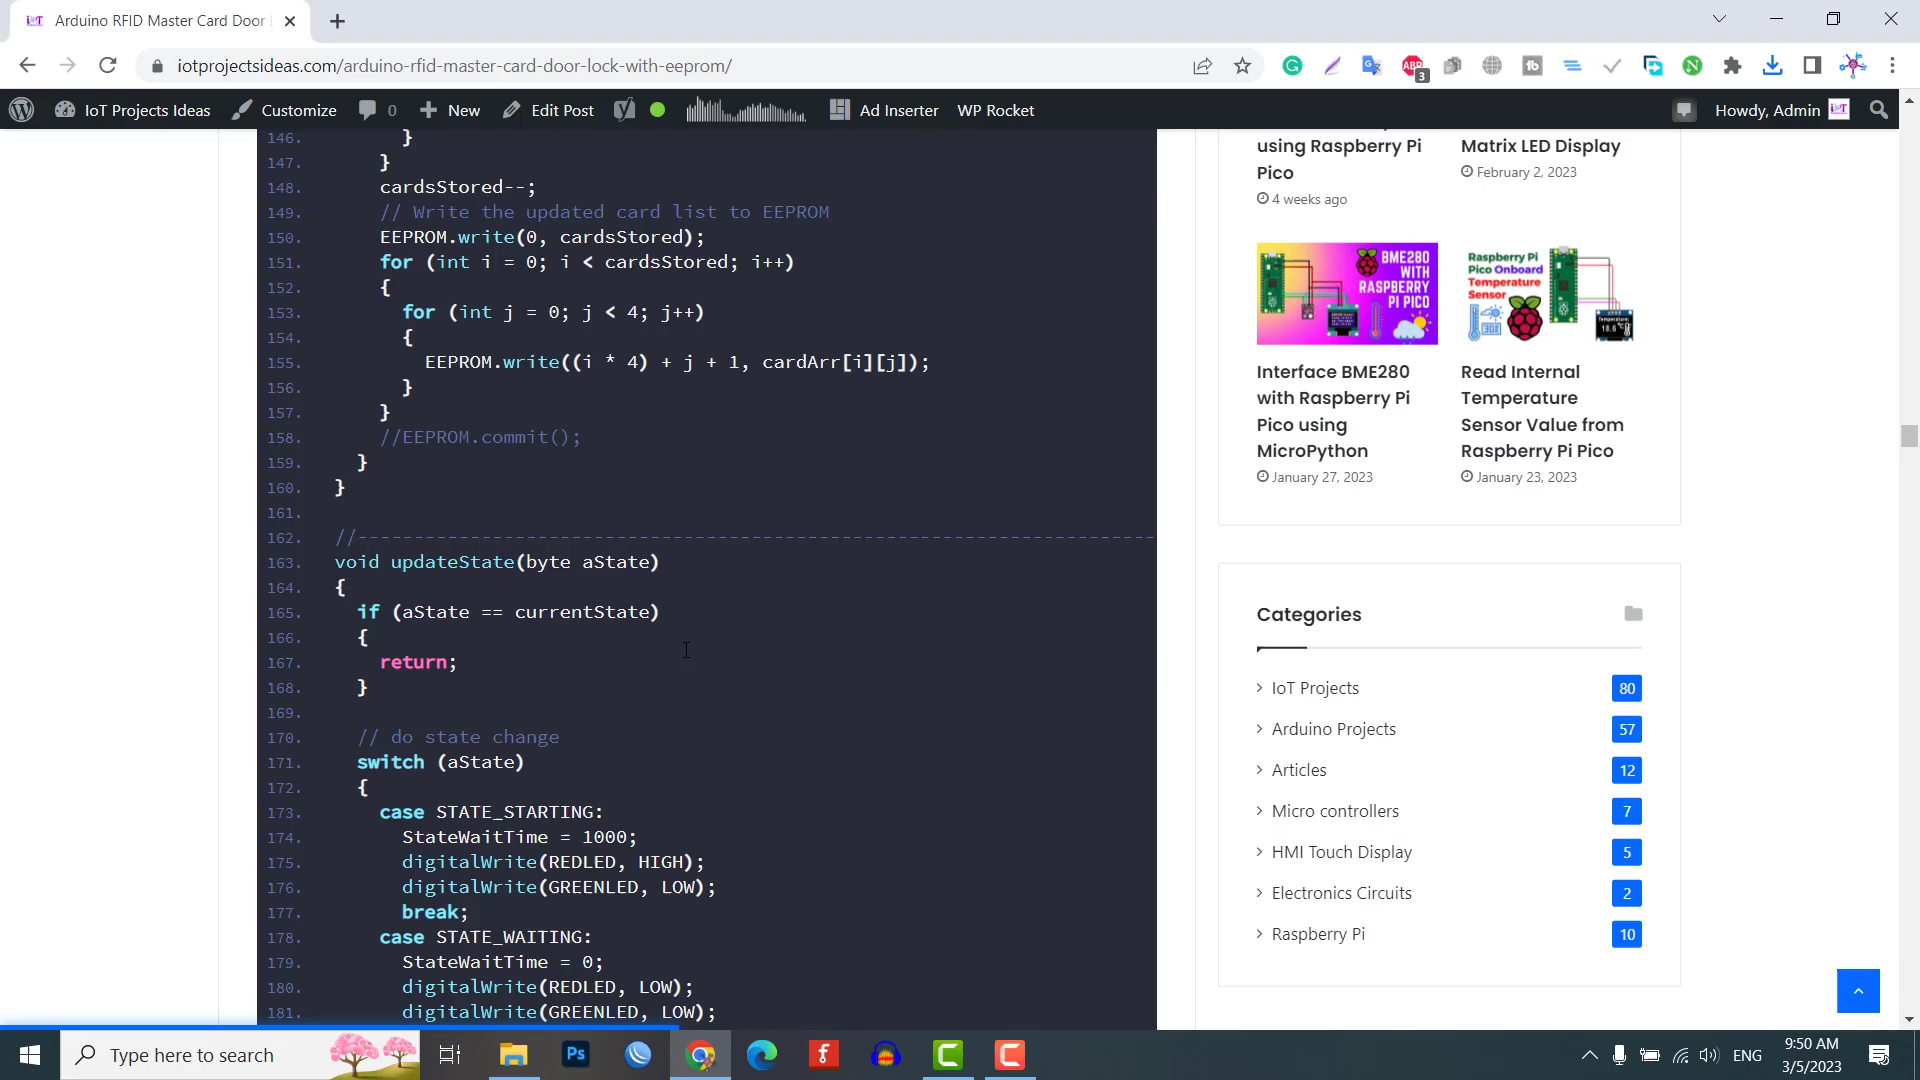 Arduino RFID Master Card Door
iotprojectsideas.com/arduino-rfid-master-card-door-lock-with-eeprom/
IoT Projects Ideas
Customize
0
New
Edit Post
Ad Inserter
WP Rocket
Howdy, Admin
146. }
147. }
148. cardsStored--;
149. // Write the updated card list to EEPROM
150. EEPROM.write(0, cardsStored);
151. for (int i = 0; i < cardsStored; i++)
152. {
153. for (int j = 0; j < 4; j++)
154. {
155. EEPROM.write((i * 4) + j + 1, cardArr[i][j]);
156. }
157. }
158. //EEPROM.commit();
159. }
160. }
161.
162. //-----------------------------------------------------------------------
163. void updateState(byte aState)
164. {
165. if (aState == currentState)
166. {
167. return;
168. }
169.
170. // do state change
171. switch (aState)
172. {
173. case STATE_STARTING:
174. StateWaitTime = 1000;
175. digitalWrite(REDLED, HIGH);
176. digitalWrite(GREENLED, LOW);
177. break;
178. case STATE_WAITING:
179. StateWaitTime = 0;
180. digitalWrite(REDLED, LOW);
181. digitalWrite(GREENLED, LOW);
using Raspberry Pi
Pico
4 weeks ago
Matrix LED Display
February 2, 2023
BME280
WITH
RASPBERRY
PI PICO
Interface BME280
with Raspberry Pi
Pico using
MicroPython
January 27, 2023
Raspberry Pi
Pico Onboard
Temperature
Sensor
Read Internal
Temperature
Sensor Value from
Raspberry Pi Pico
January 23, 2023
Categories
IoT Projects 80
Arduino Projects 57
Articles 12
Micro controllers 7
HMI Touch Display 5
Electronics Circuits 2
Raspberry Pi 10
Type here to search
Ps
ENG
9:50 AM
3/5/2023